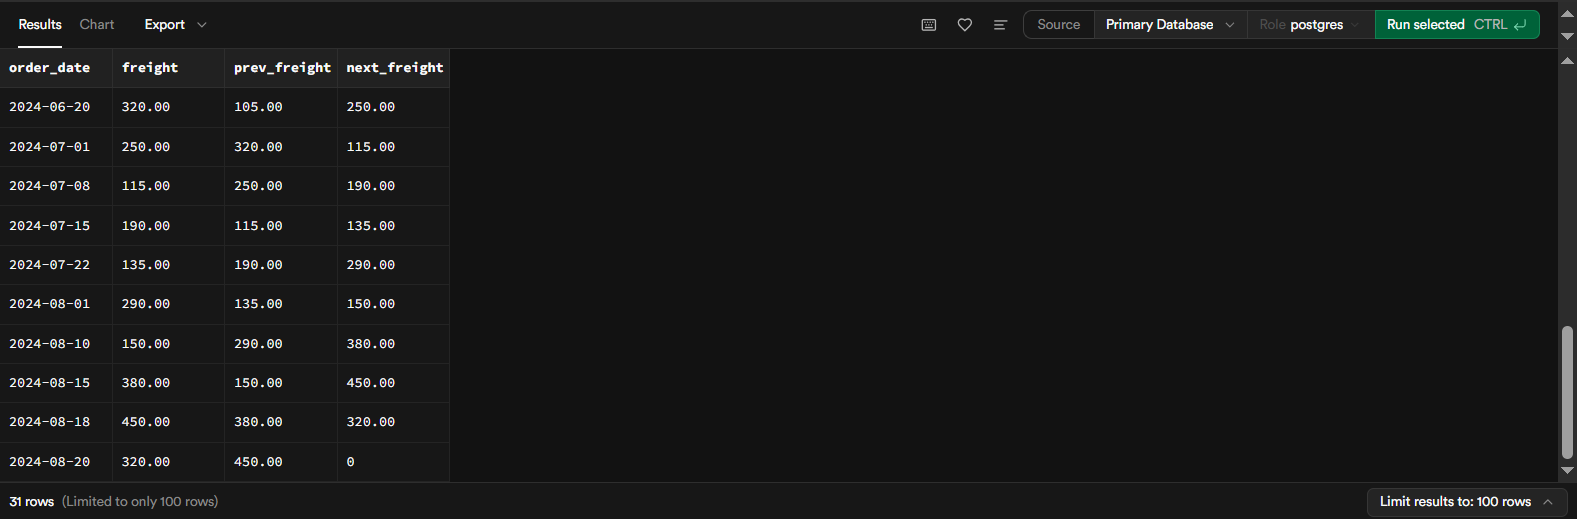 Results Chart Export Source Primary Database Role postgres Run selected CTRL
order_date freight prev_freight next_freight
2024-06-20 320.00 105.00 250.00
2024-07-01 250.00 320.00 115.00
2024-07-08 115.00 250.00 190.00
2024-07-15 190.00 115.00 135.00
2024-07-22 135.00 190.00 290.00
2024-08-01 290.00 135.00 150.00
2024-08-10 150.00 290.00 380.00
2024-08-15 380.00 150.00 450.00
2024-08-18 450.00 380.00 320.00
2024-08-20 320.00 450.00 0
31 rows (Limited to only 100 rows) Limit results to: 100 rows